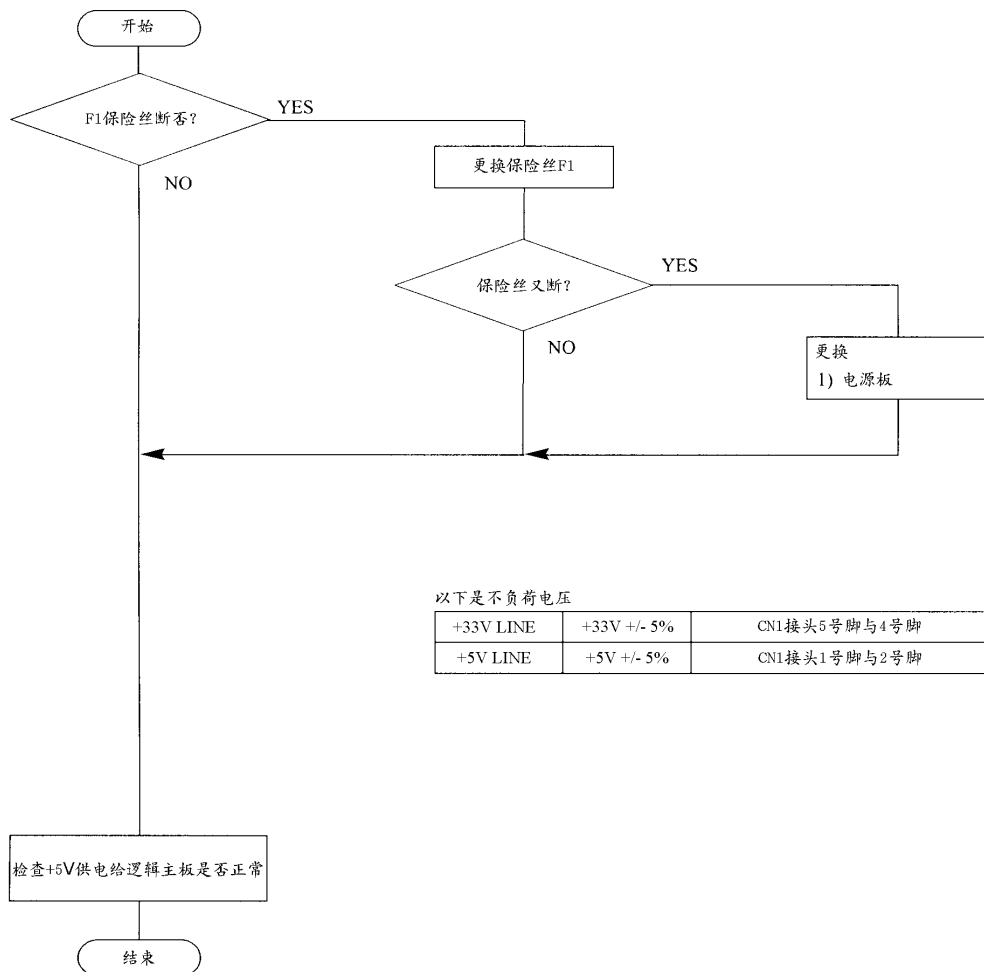 开始
F1保险丝断否?
YES
NO
更换保险丝F1
保险丝又断?
YES
NO
更换
1) 电源板
以下是不负荷电压
+33V LINE +33V +/- 5% CN1接头5号脚与4号脚
+5V LINE +5V +/- 5% CN1接头1号脚与2号脚
检查+5V供电给逻辑主板是否正常
结束